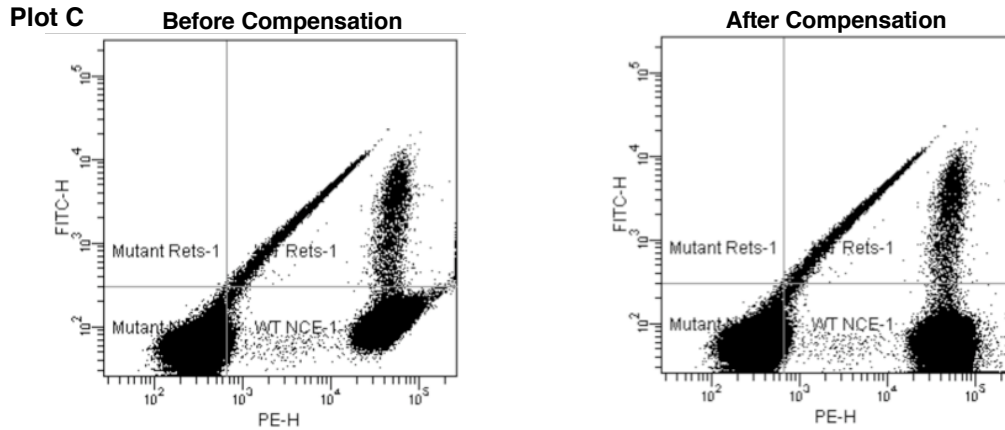 Plot C
Before Compensation
After Compensation
10^5
10^4
10^3
10^2
FITC-H
Mutant Rets-1
Rets-1
Mutant
WT NCE-1
10^2
10^3
10^4
10^5
PE-H
10^5
10^4
10^3
10^2
FITC-H
Mutant Rets-1
Rets-1
Mutant
WT NCE-1
10^2
10^3
10^4
10^5
PE-H